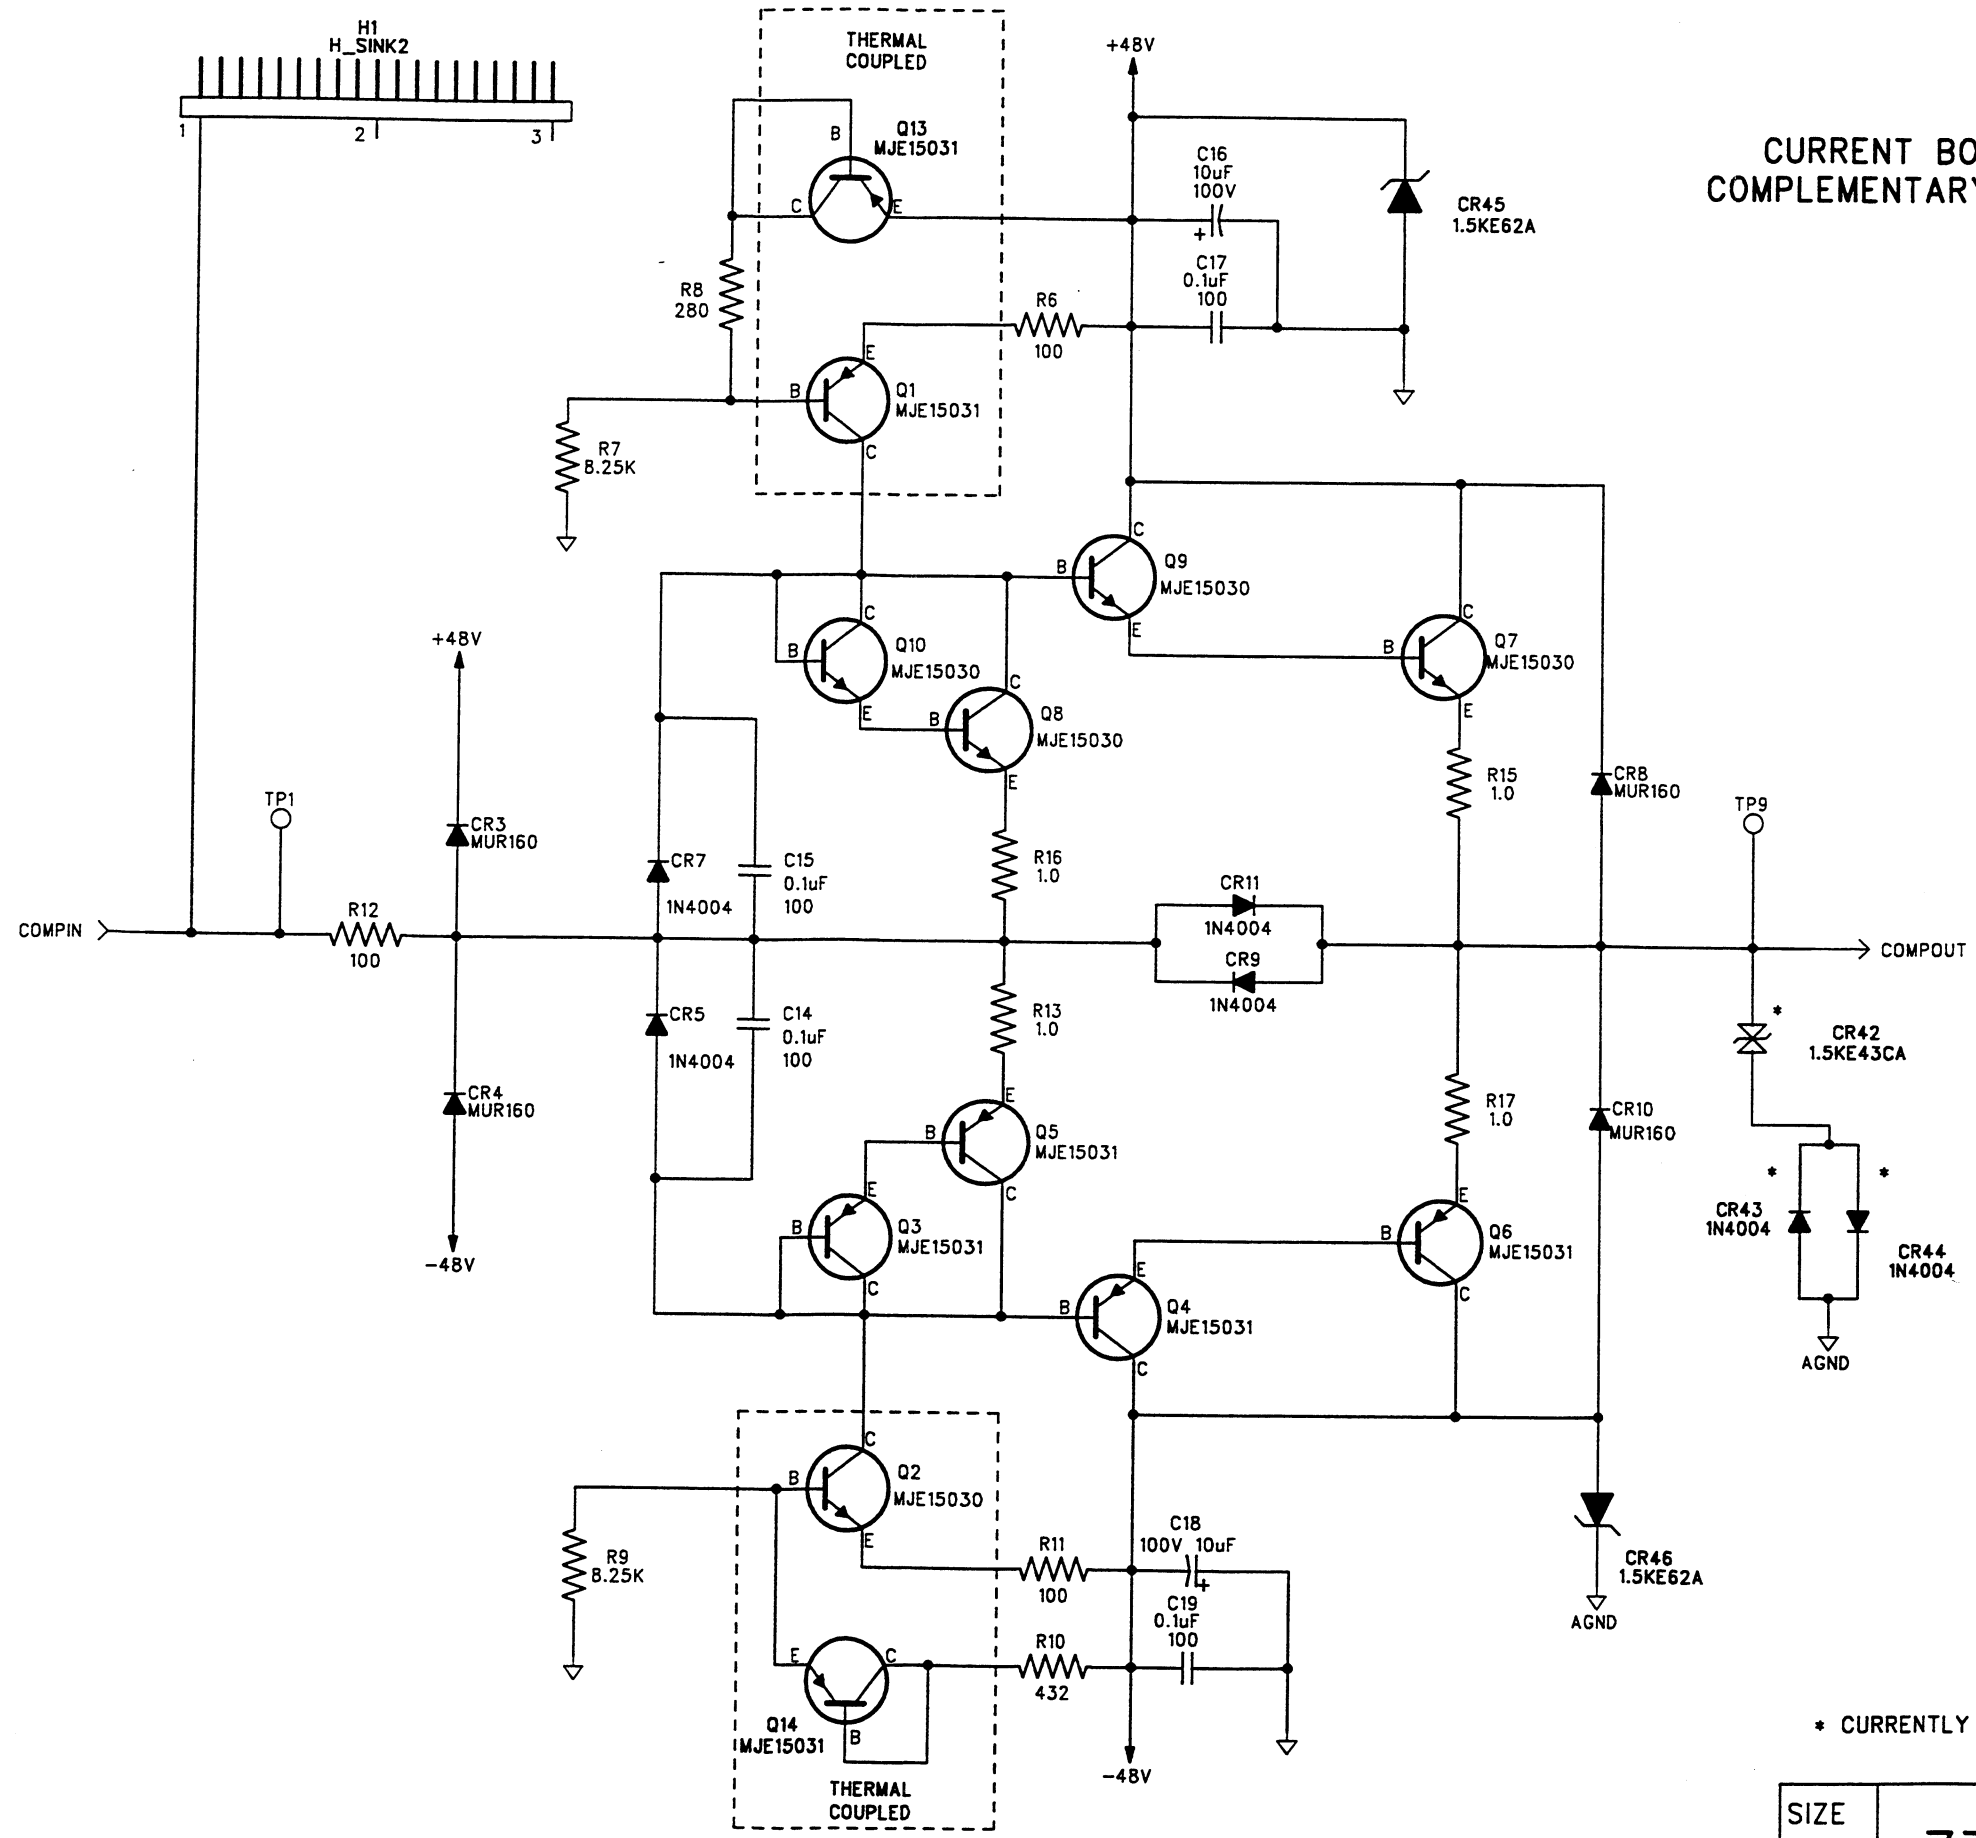 H1
H_SINK2
1
2
3
THERMAL
COUPLED
+48V
B
Q13
MJE15031
C
E
C16
10uF
100V
+
CR45
1.5KE62A
CURRENT BO
COMPLEMENTARY
R8
280
C17
0.1uF
100
R6
100
E
B
Q1
MJE15031
C
R7
8.25K
C
B
Q9
MJE15030
E
+48V
C
B
Q10
MJE15030
E
C
B
Q8
MJE15030
E
C
B
Q7
MJE15030
E
R15
1.0
CR8
MUR160
TP9
TP1
CR3
MUR160
CR7
1N4004
C15
0.1uF
100
R16
1.0
CR11
1N4004
CR9
1N4004
COMPIN
R12
100
COMPOUT
CR5
1N4004
C14
0.1uF
100
R13
1.0
*
CR42
1.5KE43CA
CR4
MUR160
R17
1.0
CR10
MUR160
E
B
Q5
MJE15031
C
*
*
CR43
1N4004
CR44
1N4004
AGND
E
B
Q3
MJE15031
C
E
B
Q6
MJE15031
C
-48V
E
B
Q4
MJE15031
C
C
B
Q2
MJE15030
E
R9
8.25K
R11
100
C18
100V 10uF
+
C19
0.1uF
100
CR46
1.5KE62A
AGND
E
C
R10
432
Q14
MJE15031
B
THERMAL
COUPLED
-48V
* CURRENTLY
SIZE